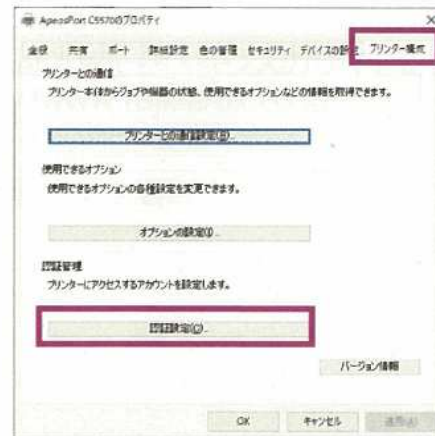 ApeosPort C5570のプロパティ
全般 共有 ポート 詳細設定 色の管理 セキュリティ デバイスの設定 プリンター構成
プリンターとの通信
プリンター本体からジョブや機器の状態、使用できるオプションなどの情報を取得できます。
プリンターとの通信設定(B)...
使用できるオプション
使用できるオプションの各種設定を変更できます。
オプションの設定(I)...
認証管理
プリンターにアクセスするアカウントを設定します。
認証設定(C)...
バージョン情報
OK キャンセル 適用(A)